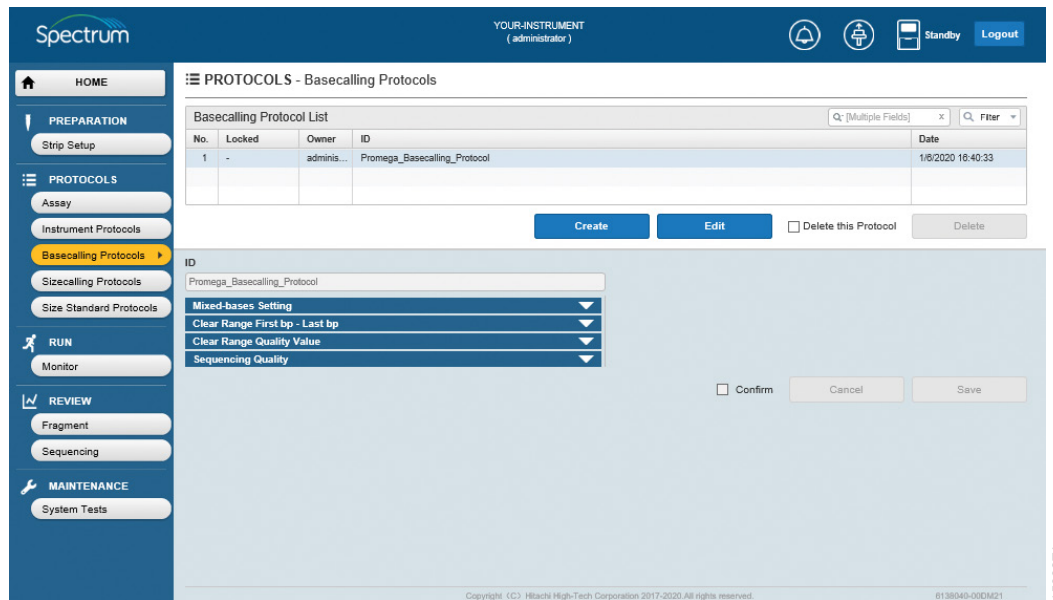 Spectrum
YOUR-INSTRUMENT
( administrator )
Standby
Logout
HOME
PREPARATION
Strip Setup
PROTOCOLS
Assay
Instrument Protocols
Basecalling Protocols
Sizecalling Protocols
Size Standard Protocols
RUN
Monitor
REVIEW
Fragment
Sequencing
MAINTENANCE
System Tests
PROTOCOLS - Basecalling Protocols
Basecalling Protocol List
[Multiple Fields] x Filter
No. Locked Owner ID Date
1 - adminis... Promega_Basecalling_Protocol 1/6/2020 16:40:33
Create Edit Delete this Protocol Delete
ID
Promega_Basecalling_Protocol
Mixed-bases Setting
Clear Range First bp - Last bp
Clear Range Quality Value
Sequencing Quality
Confirm Cancel Save
Copyright (C) Hitachi High-Tech Corporation 2017-2020.All rights reserved. 6138040-00DM21